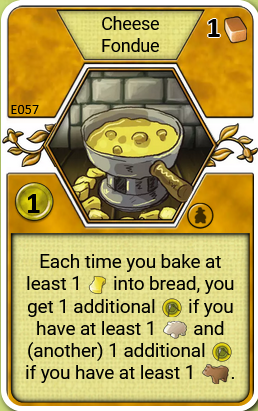 Cheese
Fondue
1
E057
1
Each time you bake at
least 1 into bread, you
get 1 additional if you
have at least 1 and
(another) 1 additional
if you have at least 1 .